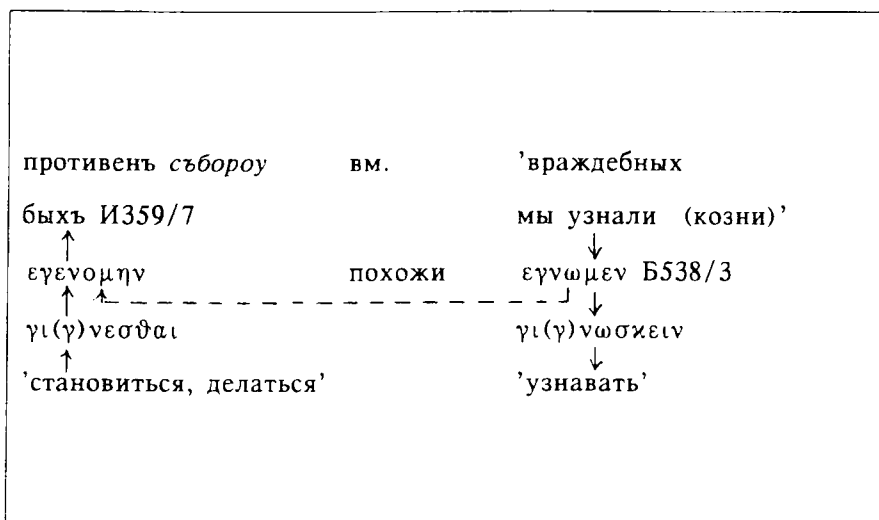 противенъ събороу вм. 'враждебных
быхъ И359/7 мы узнали (козни)'
εγενομην похожи εγνωμεν Б538/3
γι(γ)νεσϑαι γι(γ)νωσϰειν
'становиться, делаться' 'узнавать'